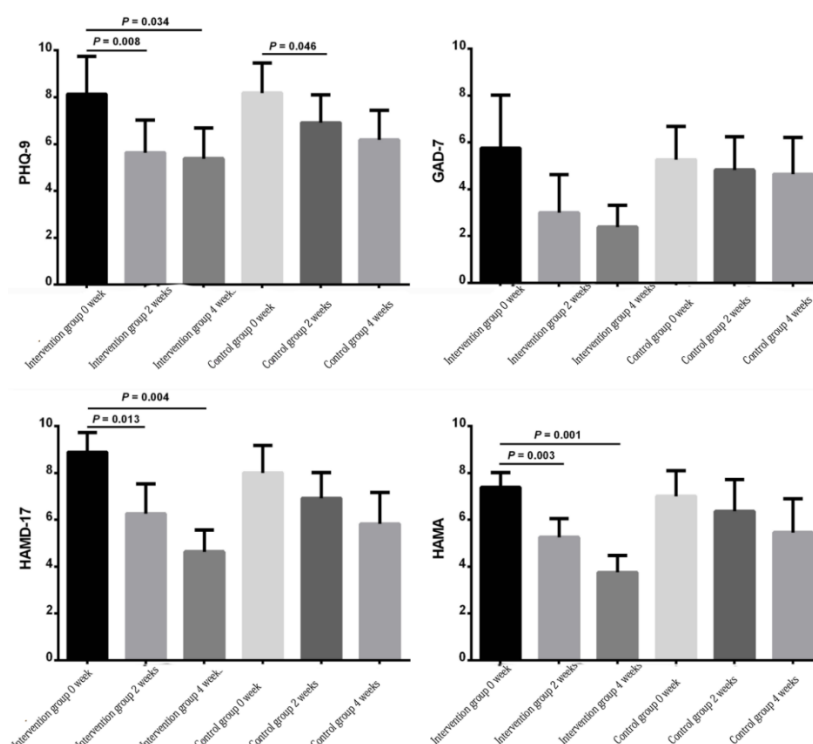 P = 0.034
P = 0.008
P = 0.046
10
8
6
4
2
0
PHQ-9
Intervention group 0 week
Intervention group 2 weeks
Intervention group 4 week.
Control group 0 week
Control group 2 weeks
Control group 4 weeks
10
8
6
4
2
0
GAD-7
Intervention group 0 week
Intervention group 2 weeks
Intervention group 4 weeks
Control group 0 week
Control group 2 weeks
Control group 4 weeks
P = 0.004
P = 0.013
10
8
6
4
2
0
HAMD-17
Intervention group 0 week
Intervention group 2 weeks
Intervention group 4 week.
Control group 0 week
Control group 2 weeks
Control group 4 weeks
P = 0.001
P = 0.003
10
8
6
4
2
0
HAMA
Intervention group 0 week
Intervention group 2 weeks
Intervention group 4 weeks
Control group 0 week
Control group 2 weeks
Control group 4 weeks